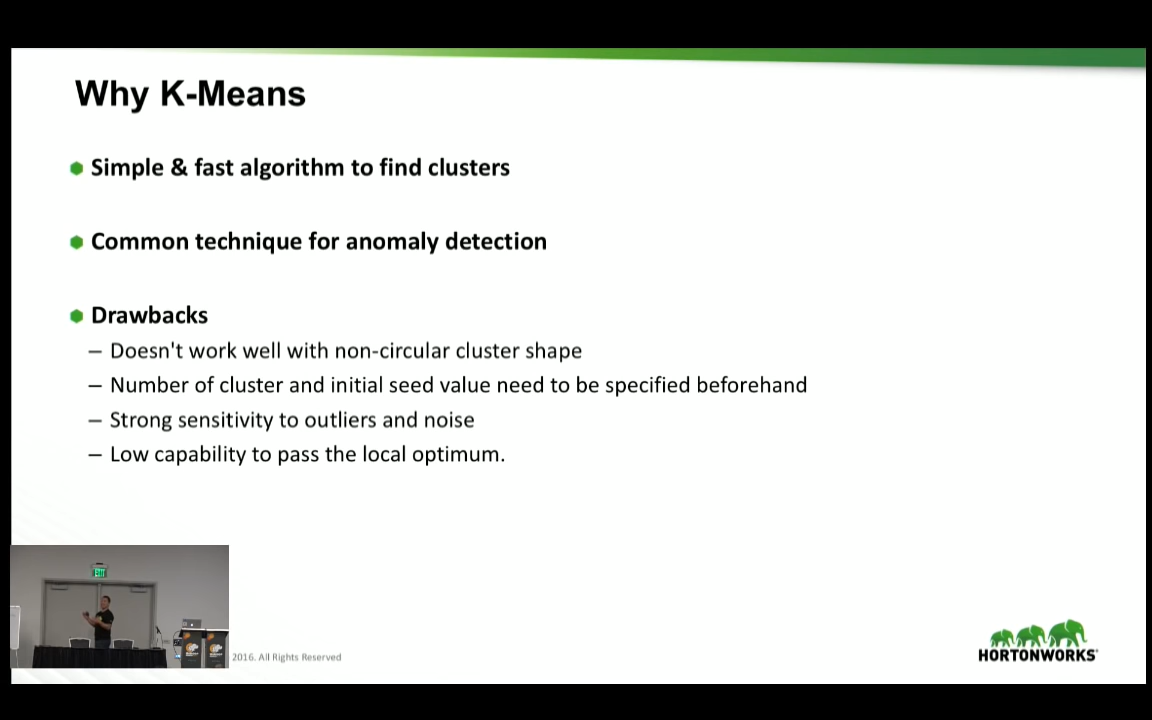 Why K-Means
Simple & fast algorithm to find clusters
Common technique for anomaly detection
Drawbacks
– Doesn't work well with non-circular cluster shape
– Number of cluster and initial seed value need to be specified beforehand
– Strong sensitivity to outliers and noise
– Low capability to pass the local optimum.
EXIT
2016. All Rights Reserved
HORTONWORKS